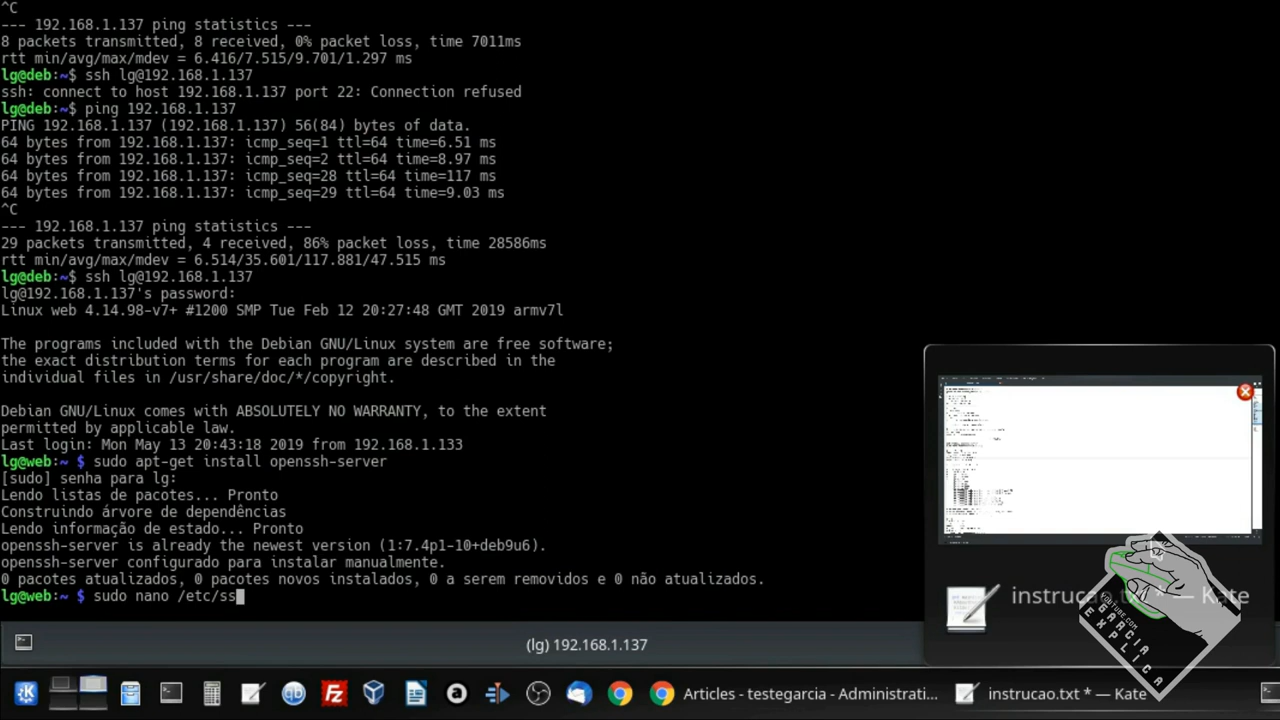 ^C
--- 192.168.1.137 ping statistics ---
8 packets transmitted, 8 received, 0% packet loss, time 7011ms
rtt min/avg/max/mdev = 6.416/7.515/9.701/1.297 ms
lg@deb:~$ ssh lg@192.168.1.137
ssh: connect to host 192.168.1.137 port 22: Connection refused
lg@deb:~$ ping 192.168.1.137
PING 192.168.1.137 (192.168.1.137) 56(84) bytes of data.
64 bytes from 192.168.1.137: icmp_seq=1 ttl=64 time=6.51 ms
64 bytes from 192.168.1.137: icmp_seq=2 ttl=64 time=8.97 ms
64 bytes from 192.168.1.137: icmp_seq=28 ttl=64 time=117 ms
64 bytes from 192.168.1.137: icmp_seq=29 ttl=64 time=9.03 ms
^C
--- 192.168.1.137 ping statistics ---
29 packets transmitted, 4 received, 86% packet loss, time 28586ms
rtt min/avg/max/mdev = 6.514/35.601/117.881/47.515 ms
lg@deb:~$ ssh lg@192.168.1.137
lg@192.168.1.137's password:
Linux web 4.14.98-v7+ #1200 SMP Tue Feb 12 20:27:48 GMT 2019 armv7l
The programs included with the Debian GNU/Linux system are free software;
the exact distribution terms for each program are described in the
individual files in /usr/share/doc/*/copyright.
Debian GNU/Linux comes with ABSOLUTELY NO WARRANTY, to the extent
permitted by applicable law.
Last login: Mon May 13 from 192.168.1.133
lg@web:~ $ sudo apt-get install openssh-server
[sudo] senha para lg:
Lendo listas de pacotes... Pronto
Construindo árvore de dependências
Lendo informação de estado... Pronto
openssh-server is already the newest version (1:7.4p1-10+deb9u6).
openssh-server configurado para instalar manualmente.
0 pacotes atualizados, 0 pacotes novos instalados, 0 a serem removidos e 0 não atualizados.
lg@web:~ $ sudo nano /etc/ss
(lg) 192.168.1.137
Kate
YOUTUBE.COM
GARCIA
EXPLICA
Articles - testegarcia - Administrati...
instrucao.txt * — Kate